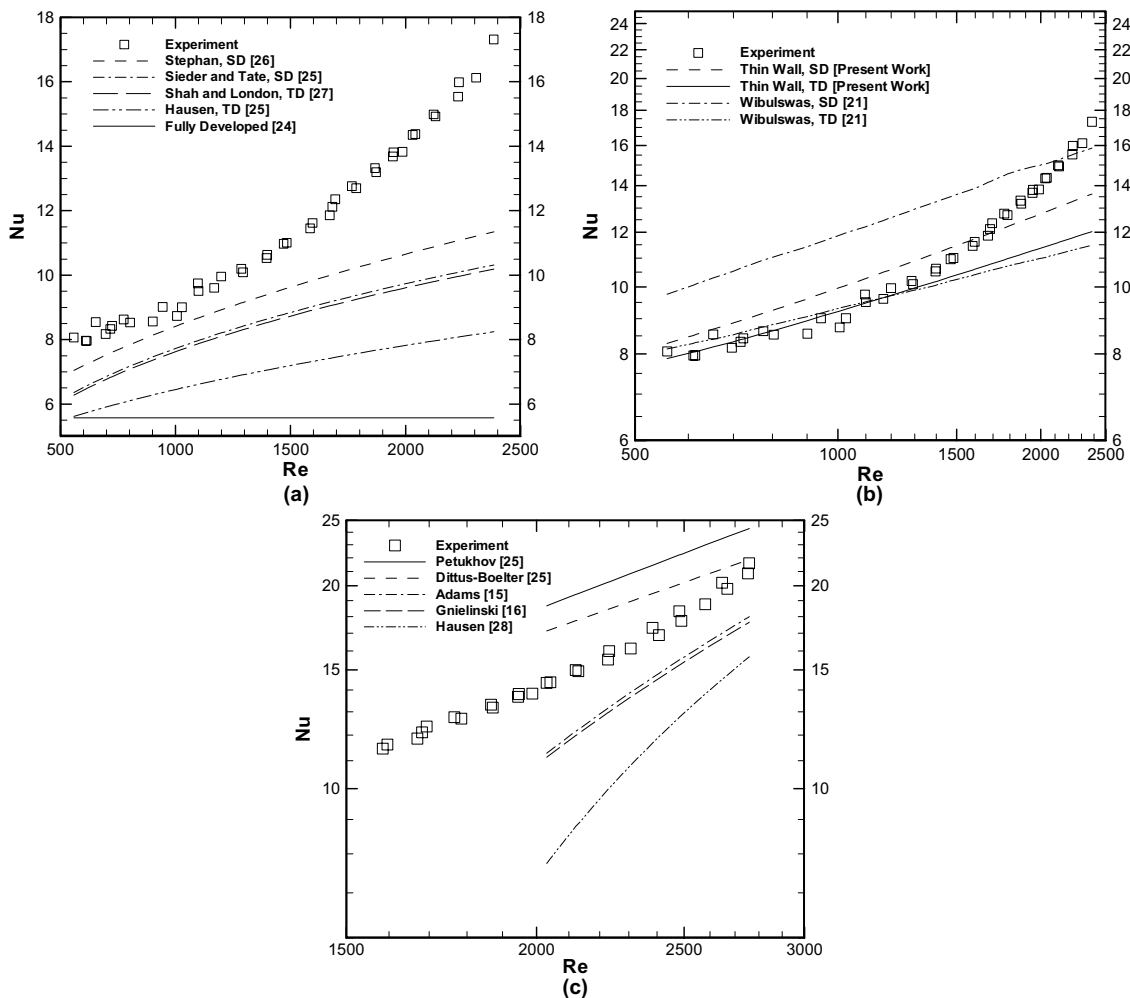 18
18
16
16
14
14
12
12
10
10
8
8
6
6
Nu
Experiment
Stephan, SD [26]
Sieder and Tate, SD [25]
Shah and London, TD [27]
Hausen, TD [25]
Fully Developed [24]
500 1000 1500 2000 2500
Re
(a)
24
24
22
22
20
20
18
18
16
16
14
14
12
12
10
10
8
8
6
6
Nu
Experiment
Thin Wall, SD [Present Work]
Thin Wall, TD [Present Work]
Wibulswas, SD [21]
Wibulswas, TD [21]
500 1000 1500 2000 2500
Re
(b)
25
25
20
20
15
15
10
10
Nu
Experiment
Petukhov [25]
Dittus-Boelter [25]
Adams [15]
Gnielinski [16]
Hausen [28]
1500 2000 2500 3000
Re
(c)